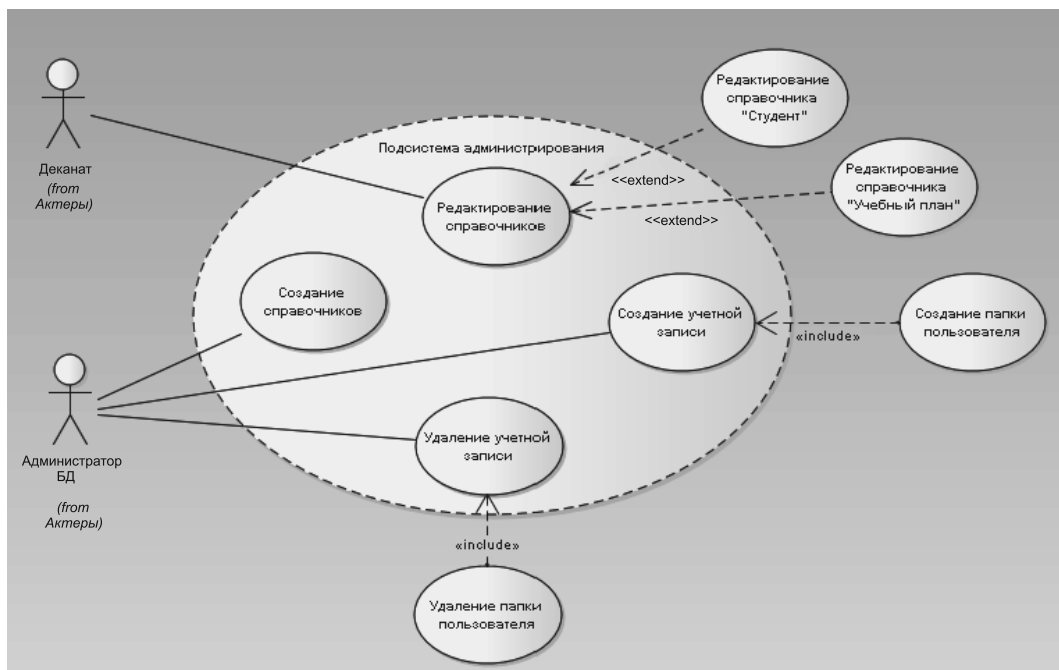 Редактирование
справочника
"Студент"
Подсистема администрирования
Деканат
(from
Актеры)
<<extend>>
Редактирование
справочника
"Учебный план"
Редактирование
справочников
<<extend>>
Создание
справочников
Создание учетной
записи
«include»
Создание папки
пользователя
Администратор
БД
(from
Актеры)
Удаление учетной
записи
«include»
Удаление папки
пользователя